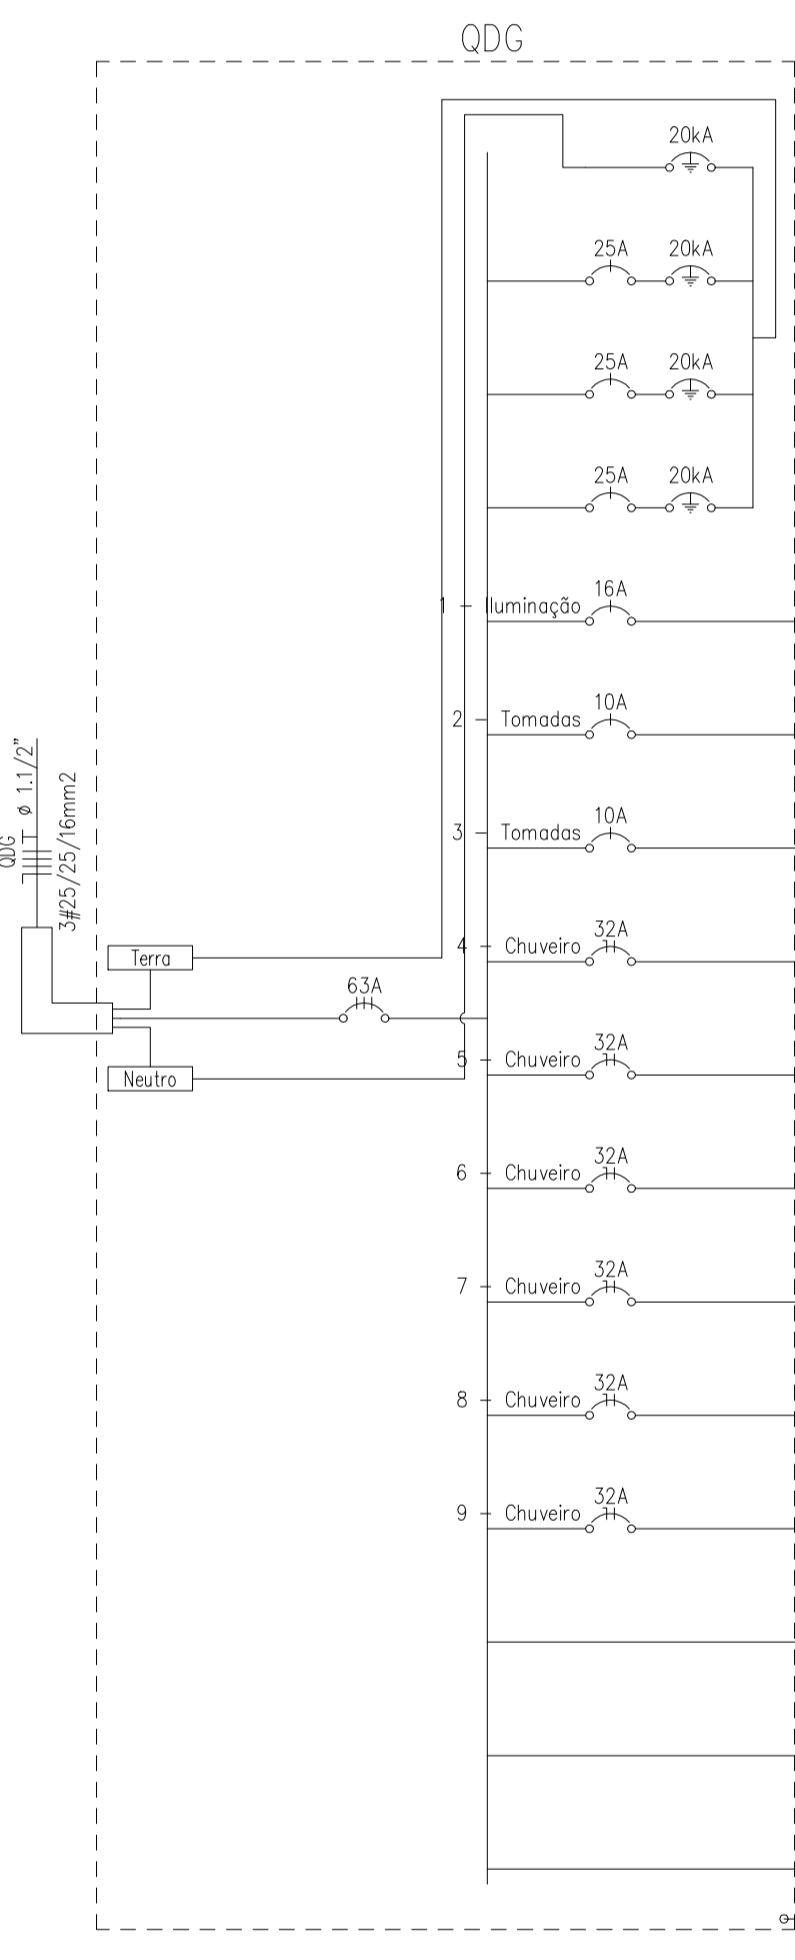 QDG
20kA
25A 20kA
25A 20kA
25A 20kA
1 Iluminação 16A
2 Tomadas 10A
3 Tomadas 10A
QDG
ø 1.1/2"
3#25/25/16mm2
4 Chuveiro 32A
Terra
63A
5 Chuveiro 32A
Neutro
6 Chuveiro 32A
7 Chuveiro 32A
8 Chuveiro 32A
9 Chuveiro 32A